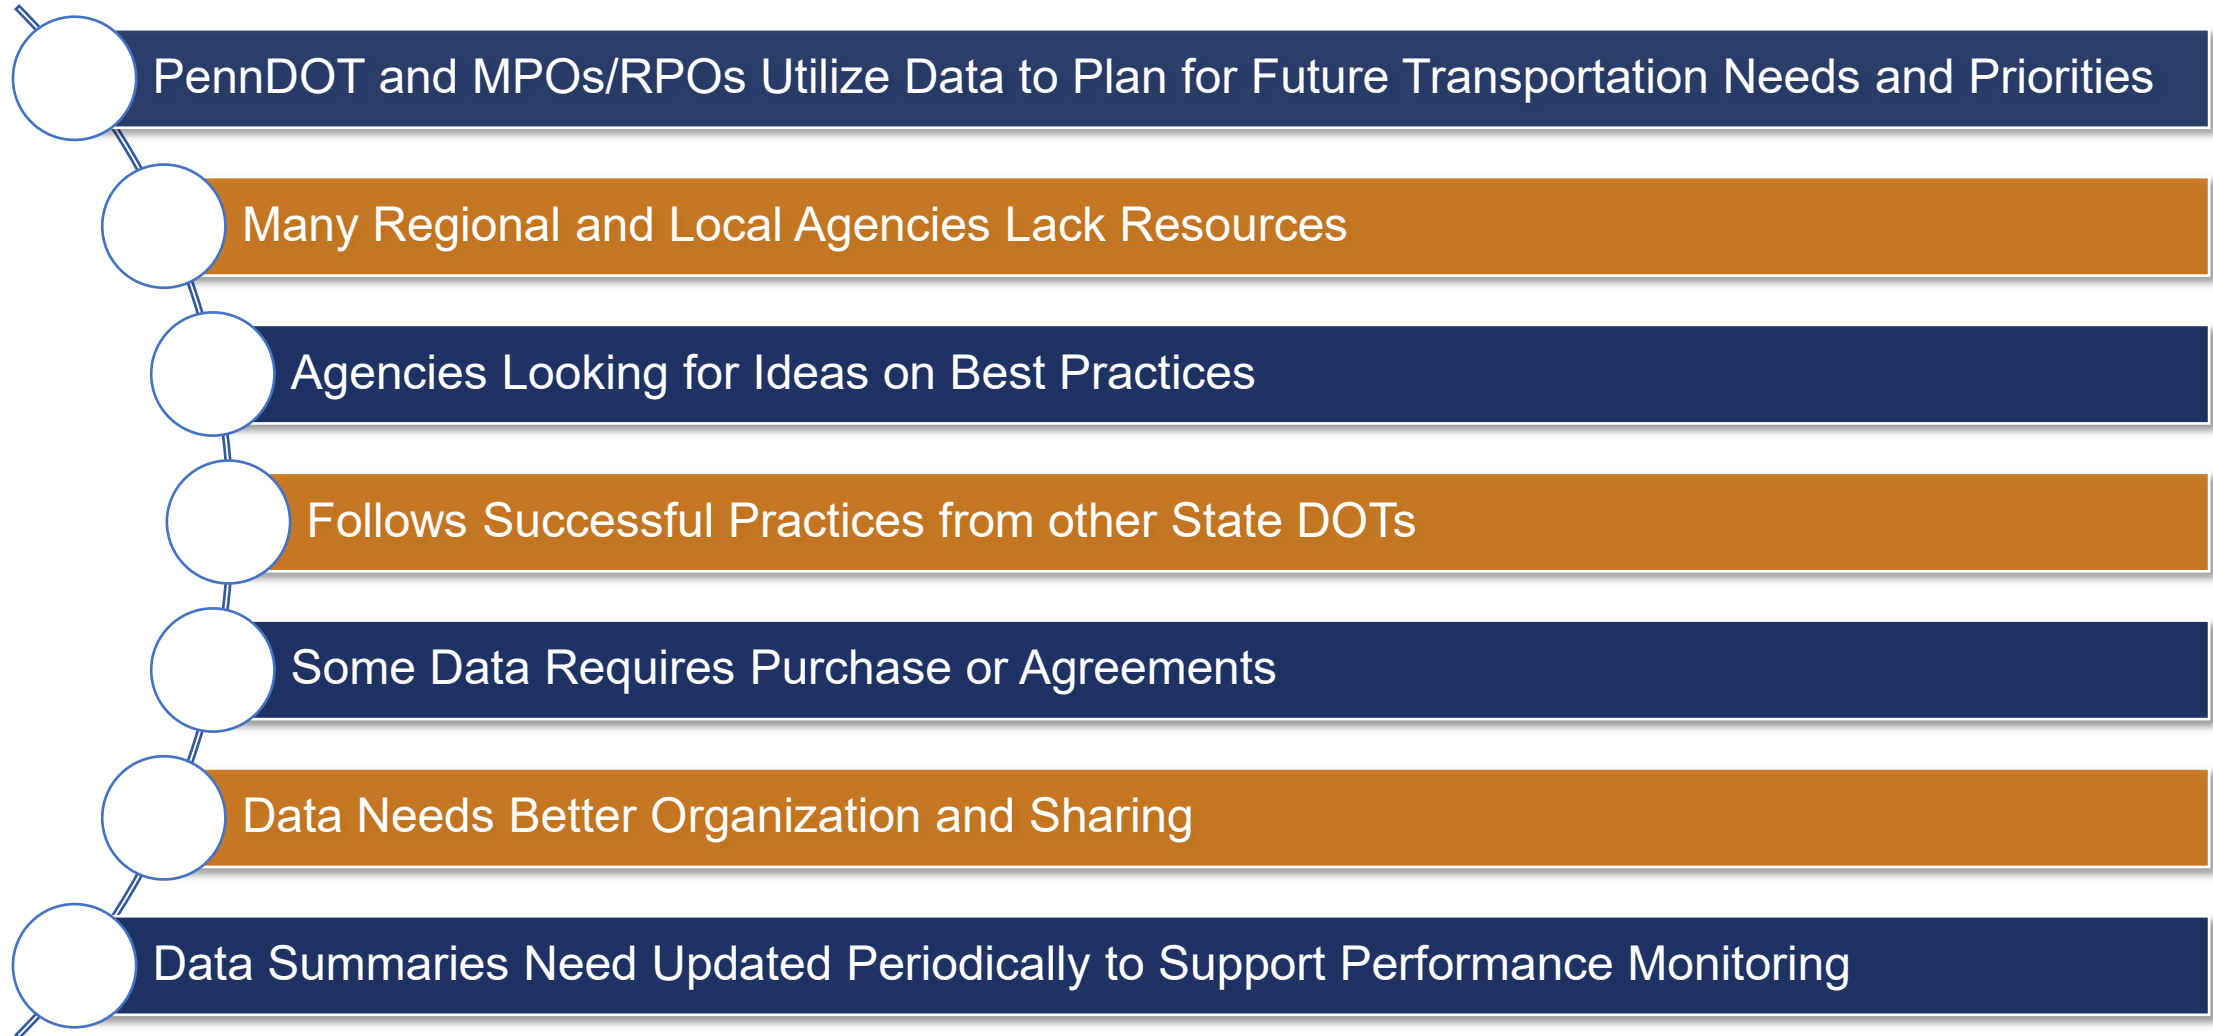 PennDOT and MPOs/RPOs Utilize Data to Plan for Future Transportation Needs and Priorities
Many Regional and Local Agencies Lack Resources
Agencies Looking for Ideas on Best Practices
Follows Successful Practices from other State DOTs
Some Data Requires Purchase or Agreements
Data Needs Better Organization and Sharing
Data Summaries Need Updated Periodically to Support Performance Monitoring